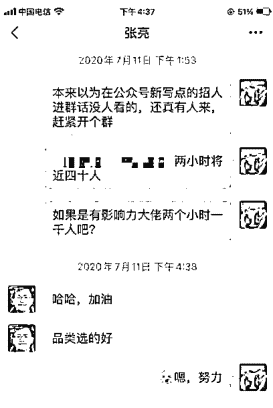 中国电信
下午4:37
51%
张亮
2020年7月11日 下午1:53
本来以为在公众号新写点的招人
进群话没人看的，还真有人来，
赶紧开个群
两小时将
近四十人
如果是有影响力大佬两个小时一
千人吧？
2020年7月11日 下午4:38
哈哈，加油
品类选的好
嗯，努力